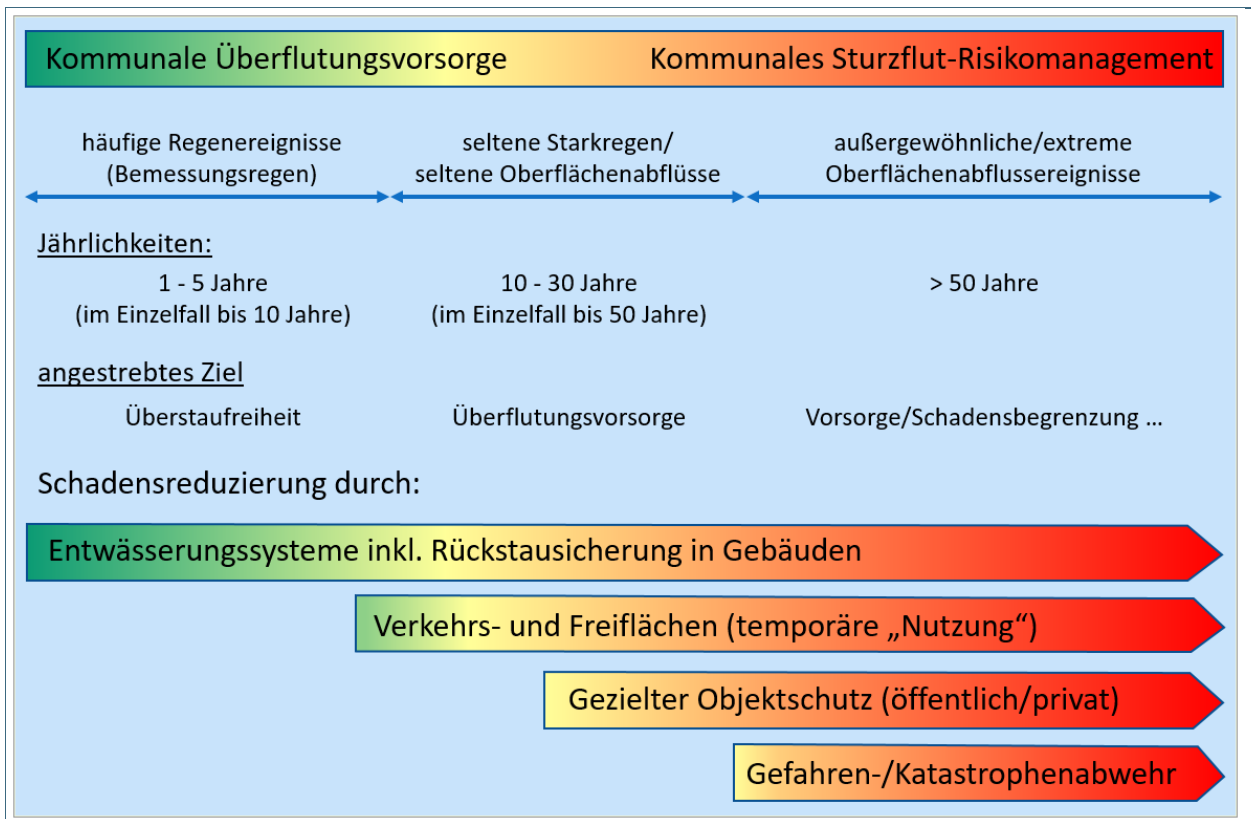 Kommunale Überflutungsvorsorge
Kommunales Sturzflut-Risikomanagement
häufige Regenereignisse
(Bemessungsregen)
seltene Starkregen/
seltene Oberflächenabflüsse
außergewöhnliche/extreme
Oberflächenabflussereignisse
Jährlichkeiten:
1 - 5 Jahre
(im Einzelfall bis 10 Jahre)
10 - 30 Jahre
(im Einzelfall bis 50 Jahre)
> 50 Jahre
angestrebtes Ziel
Überstaufreiheit
Überflutungsvorsorge
Vorsorge/Schadensbegrenzung …
Schadensreduzierung durch:
Entwässerungssysteme inkl. Rückstausicherung in Gebäuden
Verkehrs- und Freiflächen (temporäre „Nutzung“)
Gezielter Objektschutz (öffentlich/privat)
Gefahren-/Katastrophenabwehr